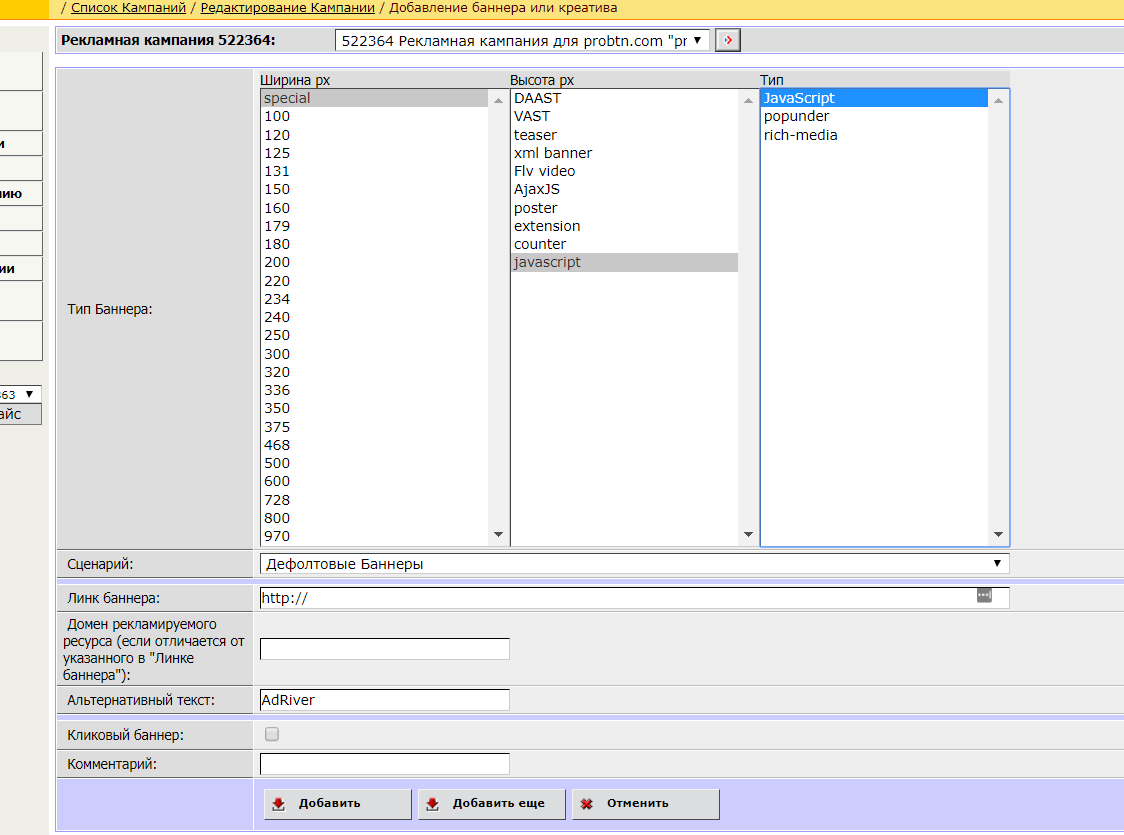 / Список Кампаний / Редактирование Кампании / Добавление баннера или креатива
Рекламная кампания 522364: 522364 Рекламная кампания для probtn.com "pr
и
нию
ии
363
айс
Тип Баннера:
Ширина px
special
100
120
125
131
150
160
179
180
200
220
234
240
250
300
320
336
350
375
468
500
600
728
800
970
Высота px
DAAST
VAST
teaser
xml banner
Flv video
AjaxJS
poster
extension
counter
javascript
Тип
JavaScript
popunder
rich-media
Сценарий: Дефолтовые Баннеры
Линк баннера: http://
Домен рекламируемого
ресурса (если отличается от
указанного в "Линке
баннера"):
Альтернативный текст: AdRiver
Кликовый баннер:
Комментарий:
Добавить Добавить еще Отменить